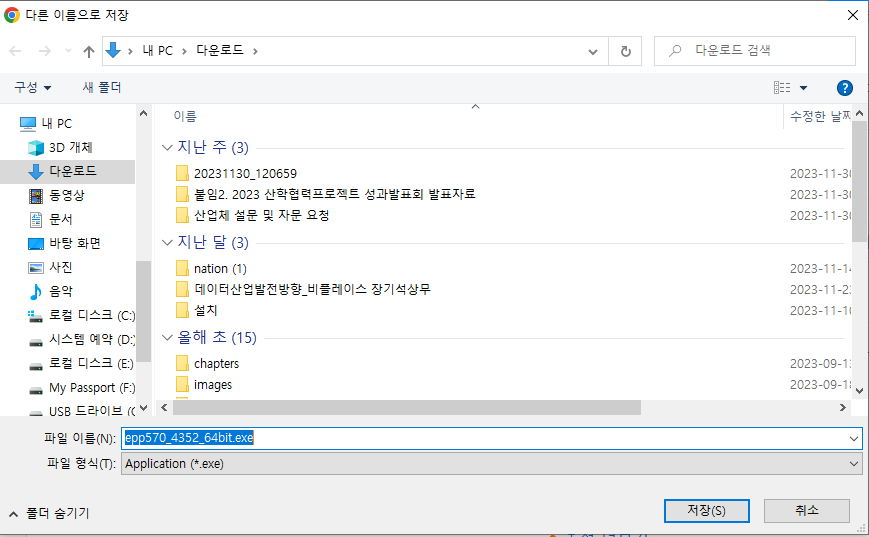 다른 이름으로 저장
내 PC
다운로드
다운로드 검색
구성
새 폴더
이름
수정한 날짜
내 PC
3D 개체
다운로드
동영상
문서
바탕 화면
사진
음악
로컬 디스크 (C:)
시스템 예약 (D:)
로컬 디스크 (E:)
My Passport (F:)
USB 드라이브 (G
지난 주 (3)
20231130_120659 2023-11-30
붙임2. 2023 산학협력프로젝트 성과발표회 발표자료 2023-11-30
산업체 설문 및 자문 요청 2023-11-30
지난 달 (3)
nation (1) 2023-11-14
데이터산업발전방향_비플레이스 장기석상무 2023-11-23
설치 2023-11-10
올해 초 (15)
chapters 2023-09-13
images 2023-09-18
파일 이름(N): epp570_4352_64bit.exe
파일 형식(T): Application (*.exe)
폴더 숨기기
저장(S)
취소